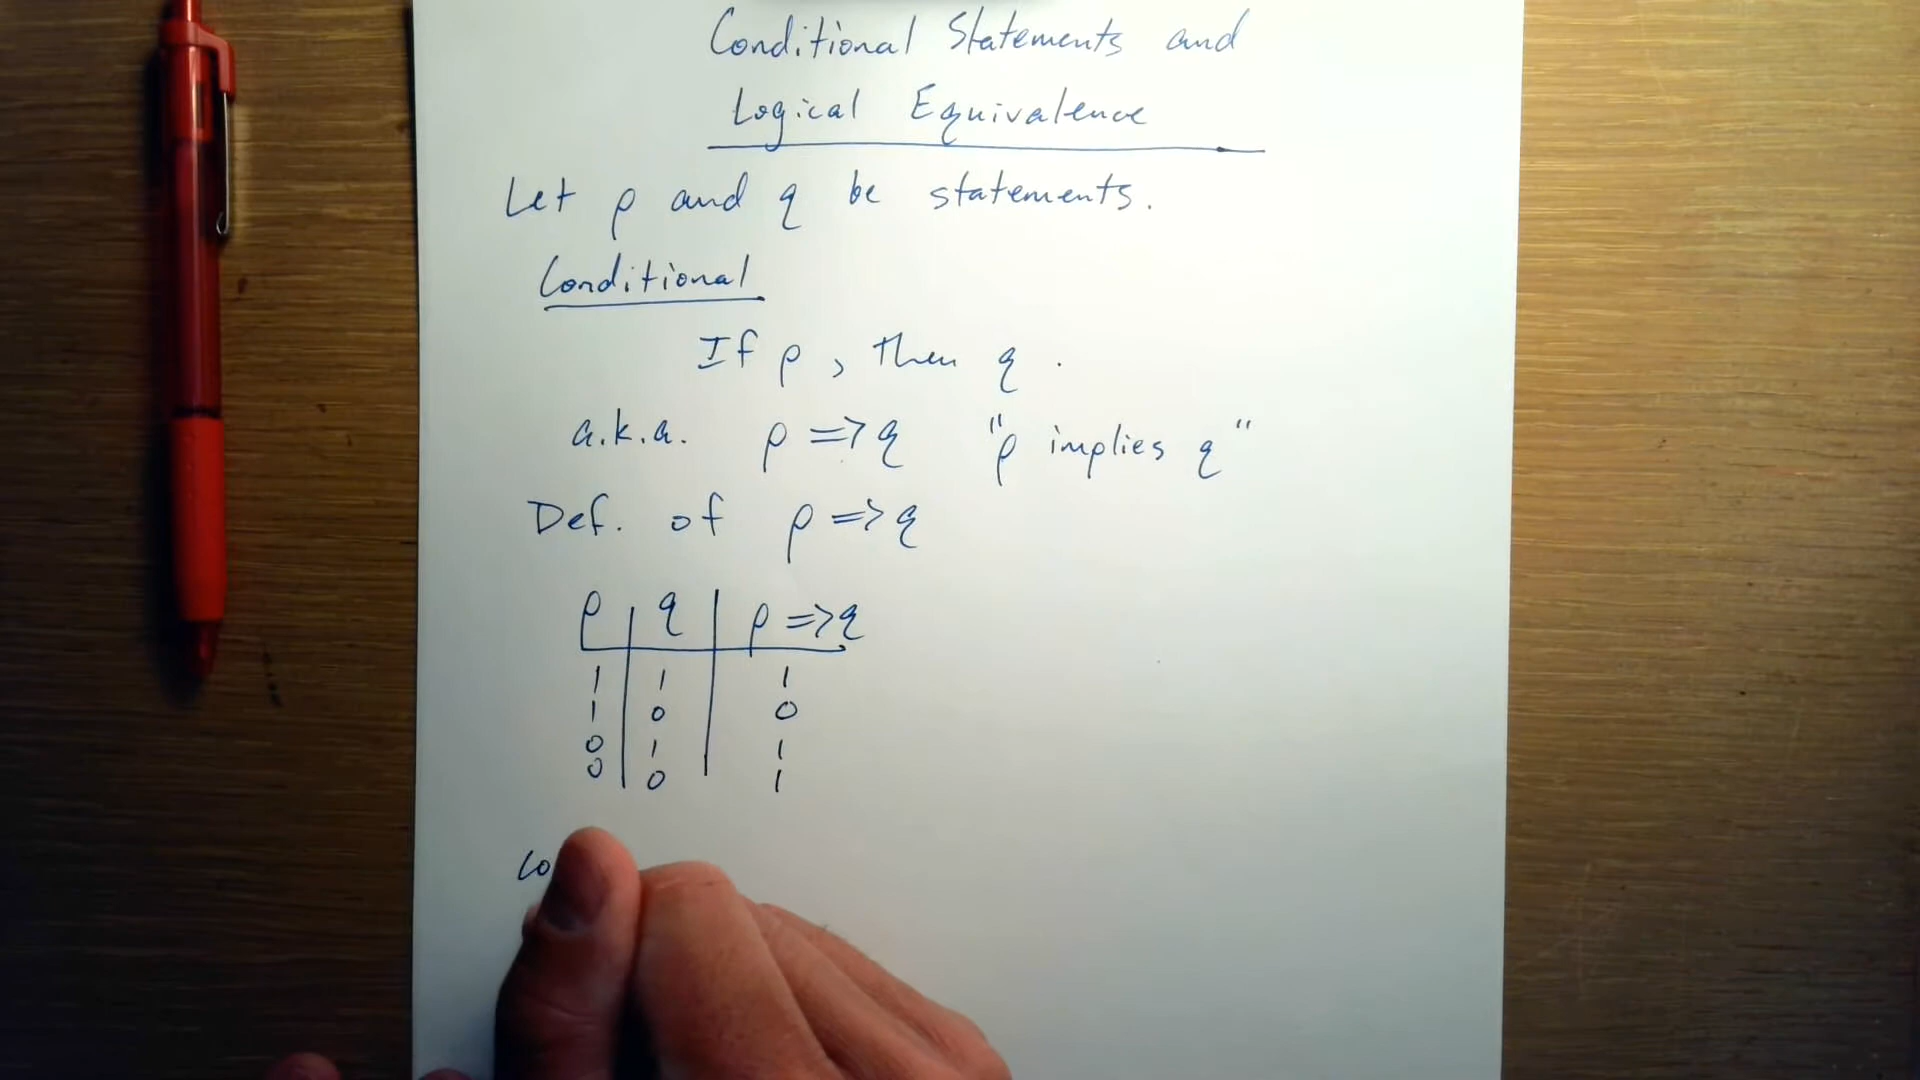 Conditional Statements and
Logical Equivalence
Let p and q be statements.
Conditional
If p, then q.
a.k.a. p => q "p implies q"
Def. of p => q
p q p => q
1 1 1
1 0 0
0 1 1
0 0 1